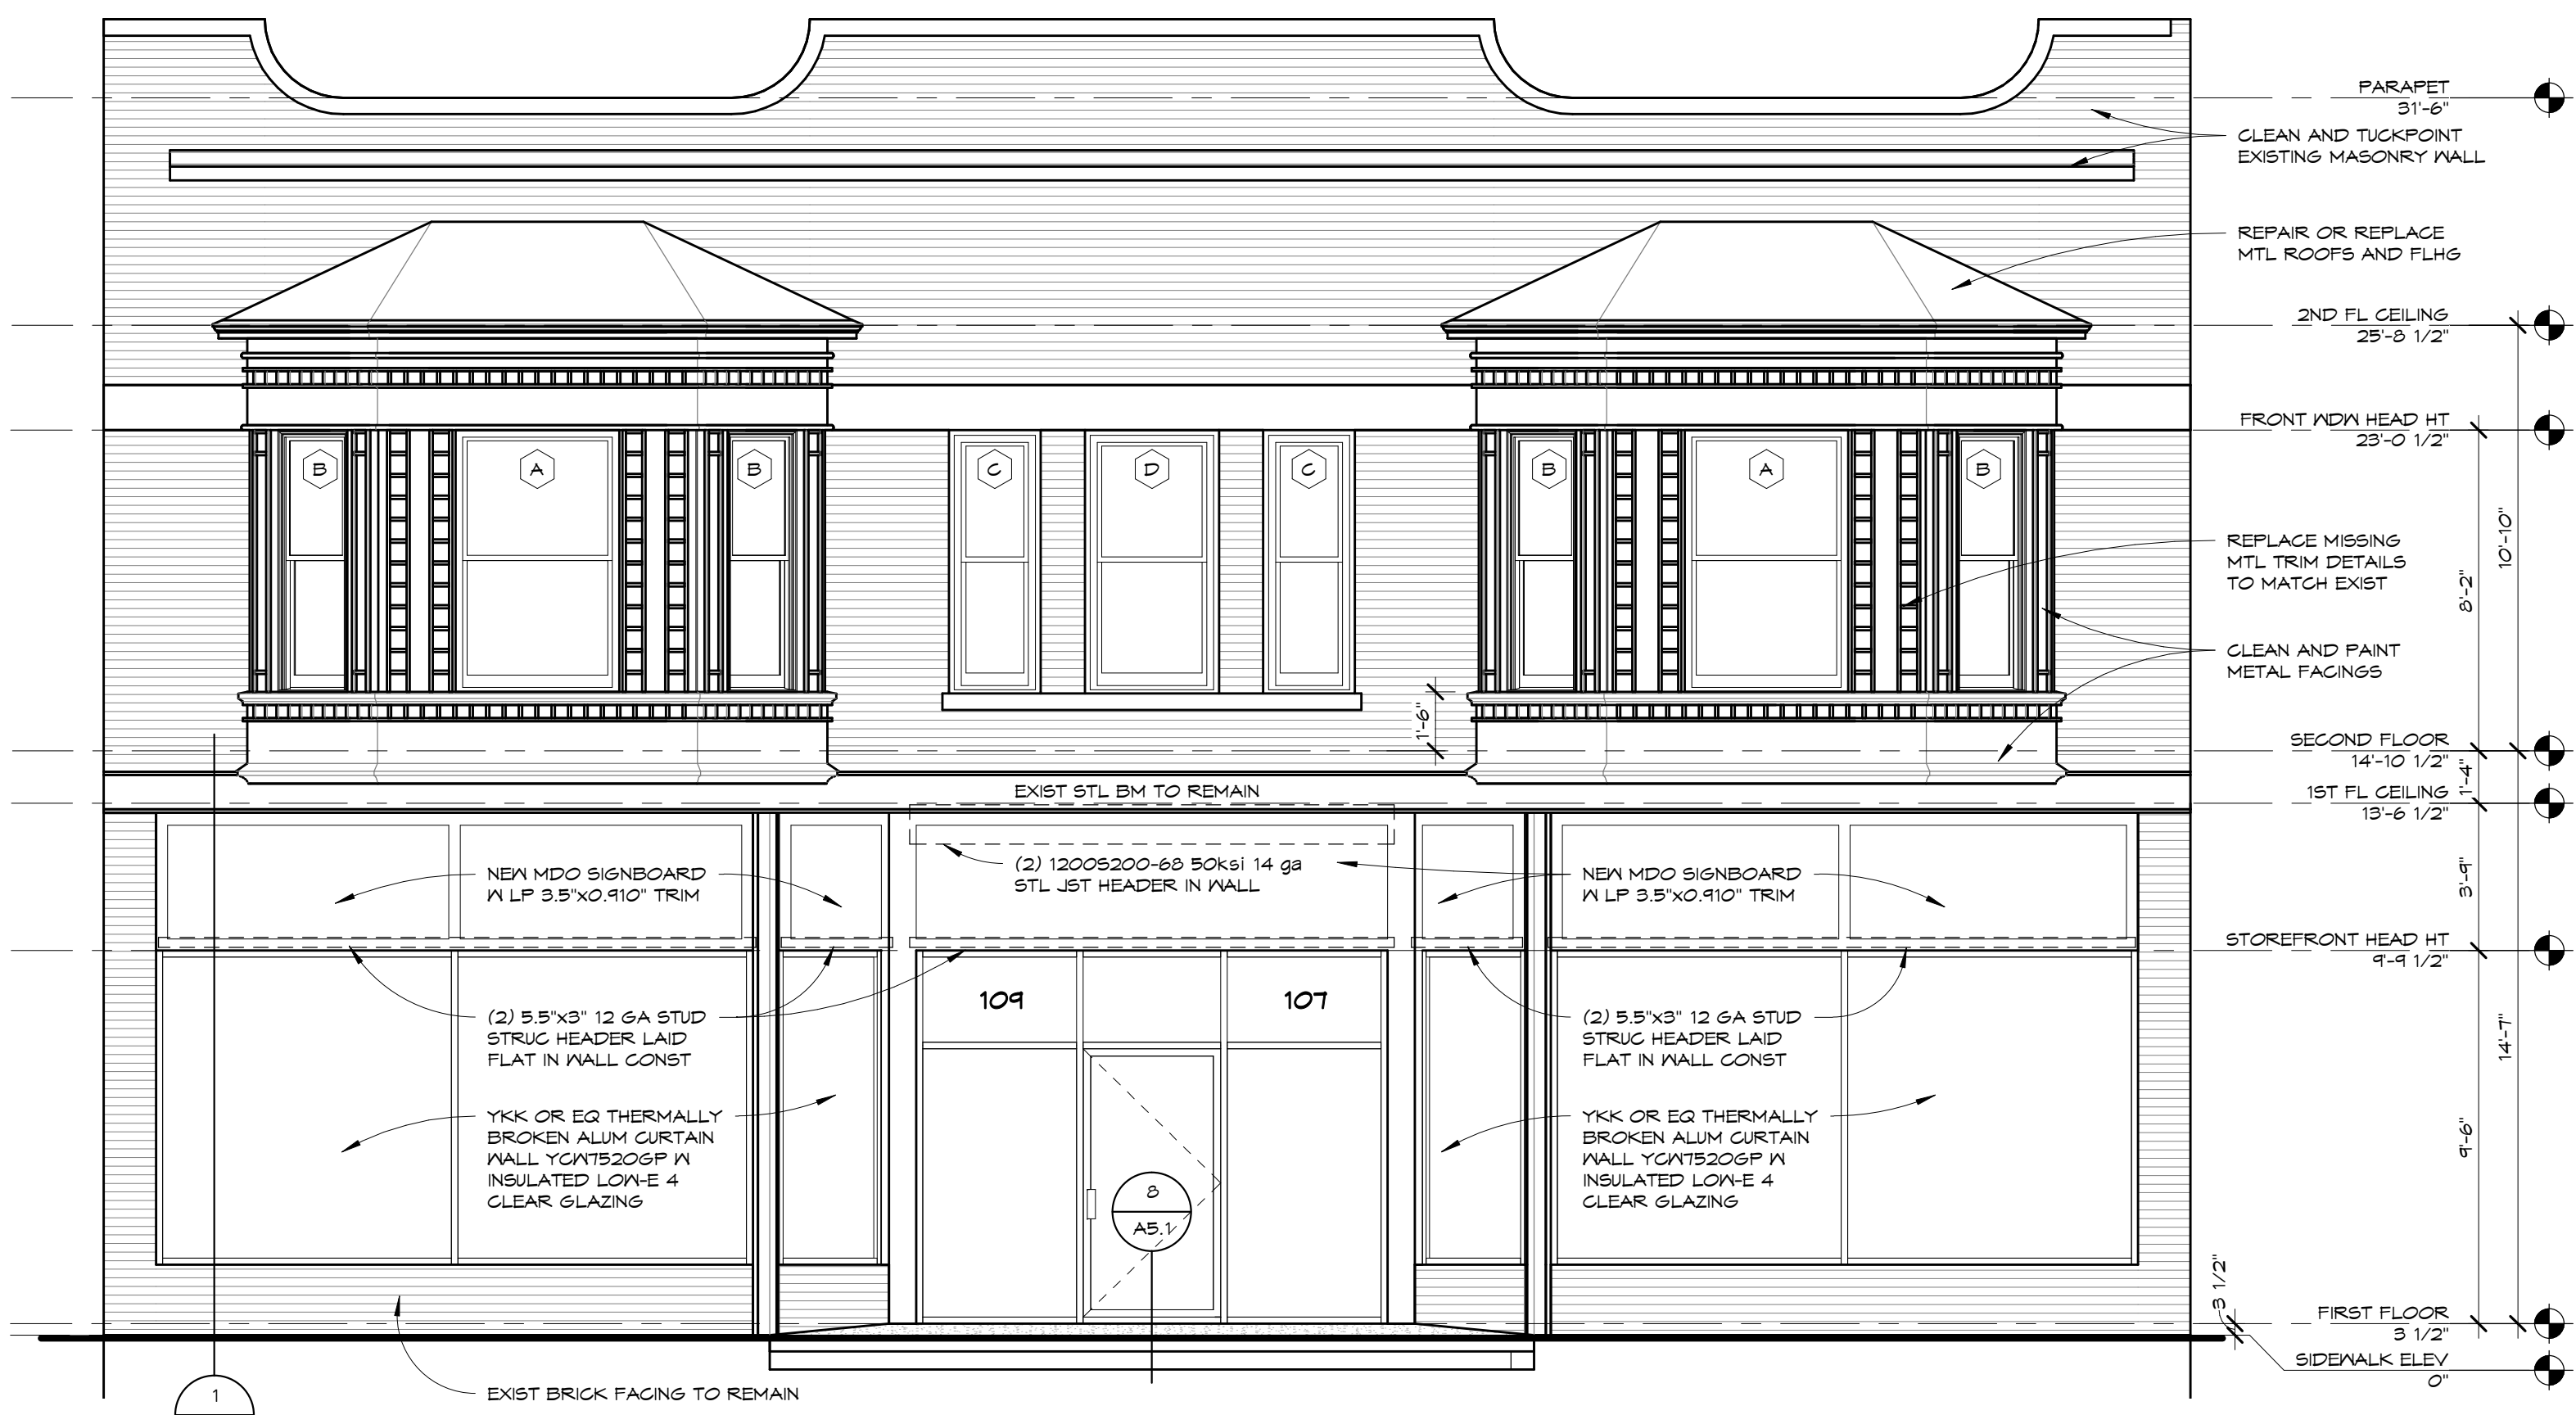 PARAPET
31'-6"
CLEAN AND TUCKPOINT
EXISTING MASONRY WALL
REPAIR OR REPLACE
MTL ROOFS AND FLHG
2ND FL CEILING
25'-8 1/2"
FRONT WDW HEAD HT
23'-0 1/2"
B
A
B
C
D
C
B
A
B
REPLACE MISSING
MTL TRIM DETAILS
TO MATCH EXIST
10'-10"
8'-2"
CLEAN AND PAINT
METAL FACINGS
1'-6"
SECOND FLOOR
14'-10 1/2"
1'-4"
1ST FL CEILING
13'-6 1/2"
EXIST STL BM TO REMAIN
(2) 1200S200-68 50ksi 14 ga
STL JST HEADER IN WALL
NEW MDO SIGNBOARD
W LP 3.5"x0.910" TRIM
NEW MDO SIGNBOARD
W LP 3.5"x0.910" TRIM
3'-9"
STOREFRONT HEAD HT
9'-9 1/2"
109
107
(2) 5.5"x3" 12 GA STUD
STRUC HEADER LAID
FLAT IN WALL CONST
(2) 5.5"x3" 12 GA STUD
STRUC HEADER LAID
FLAT IN WALL CONST
14'-7"
9'-6"
YKK OR EQ THERMALLY
BROKEN ALUM CURTAIN
WALL YCW7520GP W
INSULATED LOW-E 4
CLEAR GLAZING
YKK OR EQ THERMALLY
BROKEN ALUM CURTAIN
WALL YCW7520GP W
INSULATED LOW-E 4
CLEAR GLAZING
8
A5.1
3 1/2"
FIRST FLOOR
3 1/2"
SIDEWALK ELEV
0"
1
EXIST BRICK FACING TO REMAIN